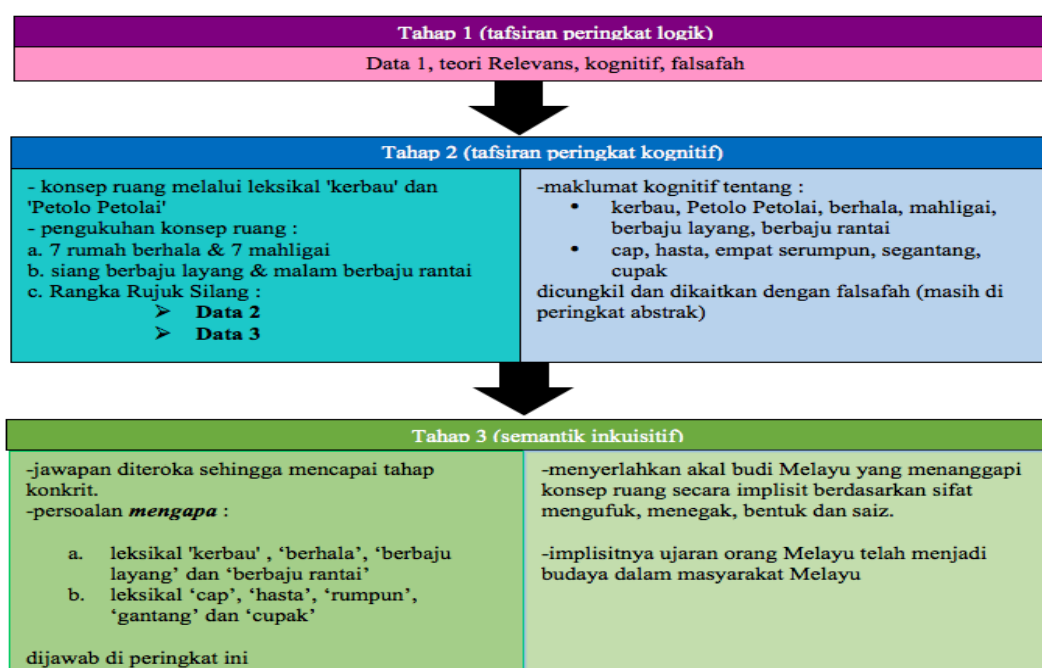 Tahap 1 (tafsiran peringkat logik)
Data 1, teori Relevans, kognitif, falsafah
Tahap 2 (tafsiran peringkat kognitif)
- konsep ruang melalui leksikal 'kerbau' dan
'Petolo Petolai'
- pengukuhan konsep ruang :
a. 7 rumah berhala & 7 mahligai
b. siang berbaju layang & malam berbaju rantai
c. Rangka Rujuk Silang :
➢ Data 2
➢ Data 3
-maklumat kognitif tentang :
• kerbau, Petolo Petolai, berhala, mahligai,
berbaju layang, berbaju rantai
• cap, hasta, empat serumpun, segantang,
cupak
dicungkil dan dikaitkan dengan falsafah (masih di
peringkat abstrak)
Tahap 3 (semantik inkuisitif)
-jawapan diteroka sehingga mencapai tahap
konkrit.
-persoalan mengapa :
a. leksikal 'kerbau' , ‘berhala’, ‘berbaju
layang’ dan ‘berbaju rantai’
b. leksikal ‘cap’, ‘hasta’, ‘rumpun’,
‘gantang’ dan ‘cupak’
dijawab di peringkat ini
-menyerlahkan akal budi Melayu yang menanggapi
konsep ruang secara implisit berdasarkan sifat
mengufuk, menegak, bentuk dan saiz.
-implisitnya ujaran orang Melayu telah menjadi
budaya dalam masyarakat Melayu